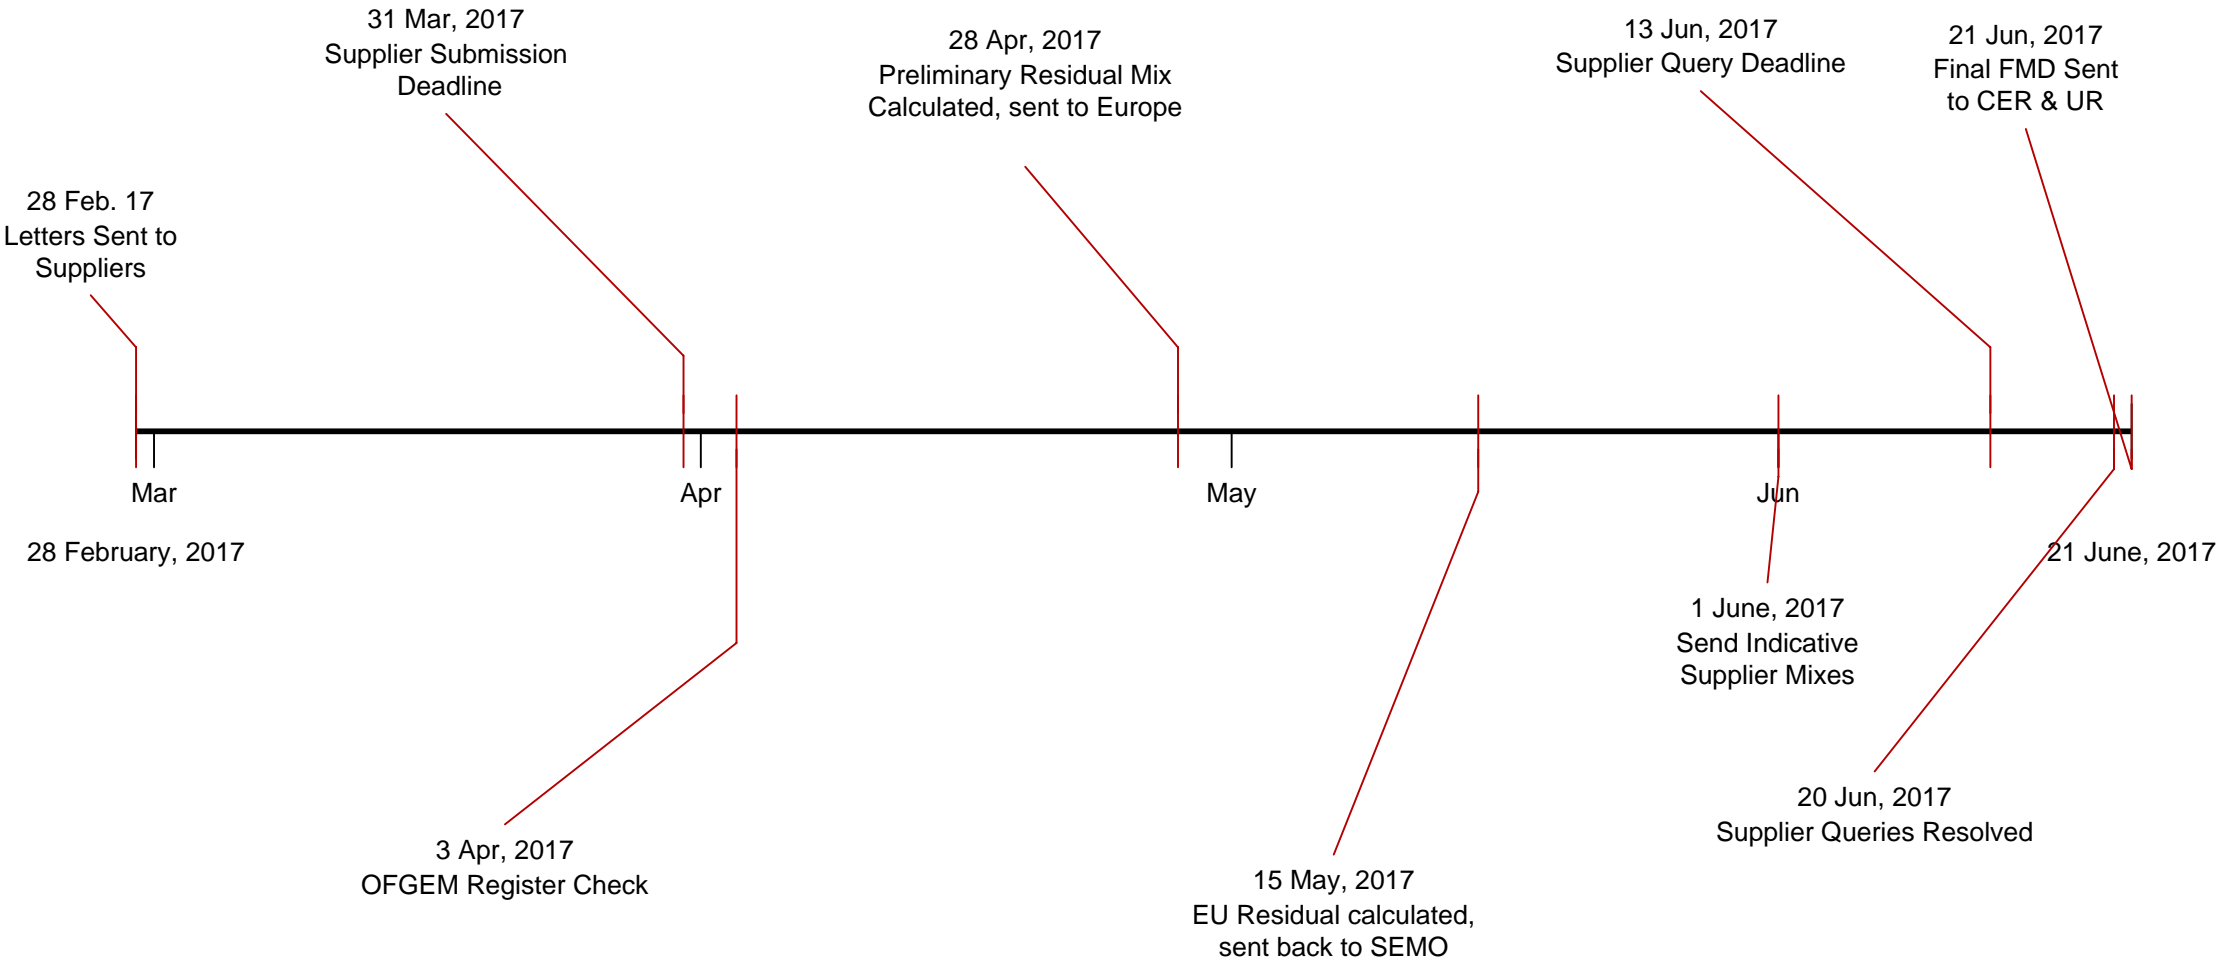 31 Mar, 2017
Supplier Submission
Deadline
28 Apr, 2017
Preliminary Residual Mix
Calculated, sent to Europe
13 Jun, 2017
Supplier Query Deadline
21 Jun, 2017
Final FMD Sent
to CER & UR
28 Feb. 17
Letters Sent to
Suppliers
Mar
Apr
May
Jun
28 February, 2017
21 June, 2017
1 June, 2017
Send Indicative
Supplier Mixes
20 Jun, 2017
Supplier Queries Resolved
3 Apr, 2017
OFGEM Register Check
15 May, 2017
EU Residual calculated,
sent back to SEMO